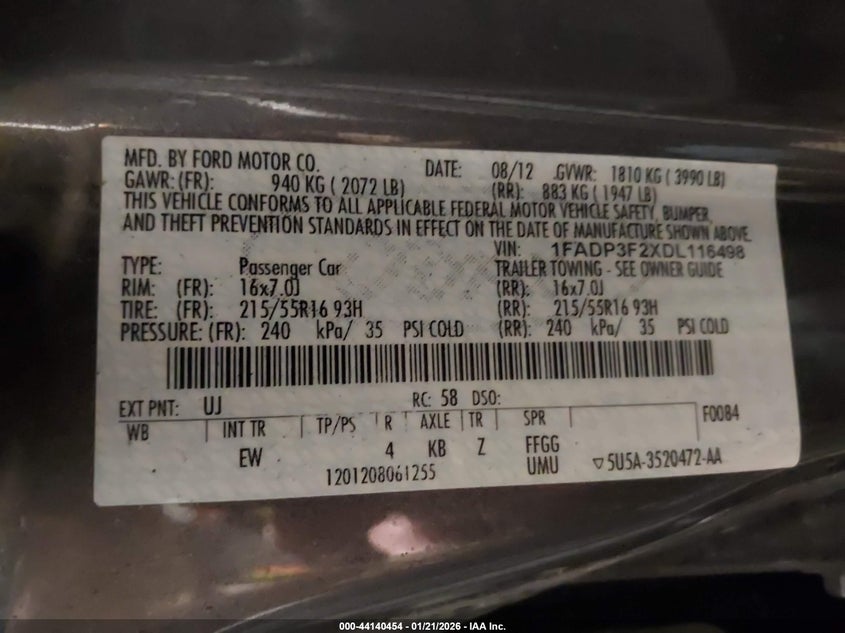 MFD. BY FORD MOTOR CO. DATE: 08/12 GVWR: 1810 KG ( 3990 LB)
GAWR: (FR): 940 KG ( 2072 LB) (RR): 883 KG ( 1947 LB)
THIS VEHICLE CONFORMS TO ALL APPLICABLE FEDERAL MOTOR VEHICLE SAFETY, BUMPER,
AND THEFT PREVENTION STANDARDS IN EFFECT ON THE DATE OF MANUFACTURE SHOWN ABOVE.
VIN: 1FADP3F2XDL116498
TYPE: Passenger Car TRAILER TOWING - SEE OWNER GUIDE
RIM: (FR): 16x7.0J (RR): 16x7.0J
TIRE: (FR): 215/55R16 93H (RR): 215/55R16 93H
PRESSURE: (FR): 240 kPa/ 35 PSI COLD (RR): 240 kPa/ 35 PSI COLD
EXT PNT: UJ RC: 58 DSO:
WB INT TR TP/PS R AXLE TR SPR F0084
EW 4 KB Z FFGG
UMU
1201208061255 ▽5U5A-3520472-AA
000-44140454 - 01/21/2026 - IAA Inc.